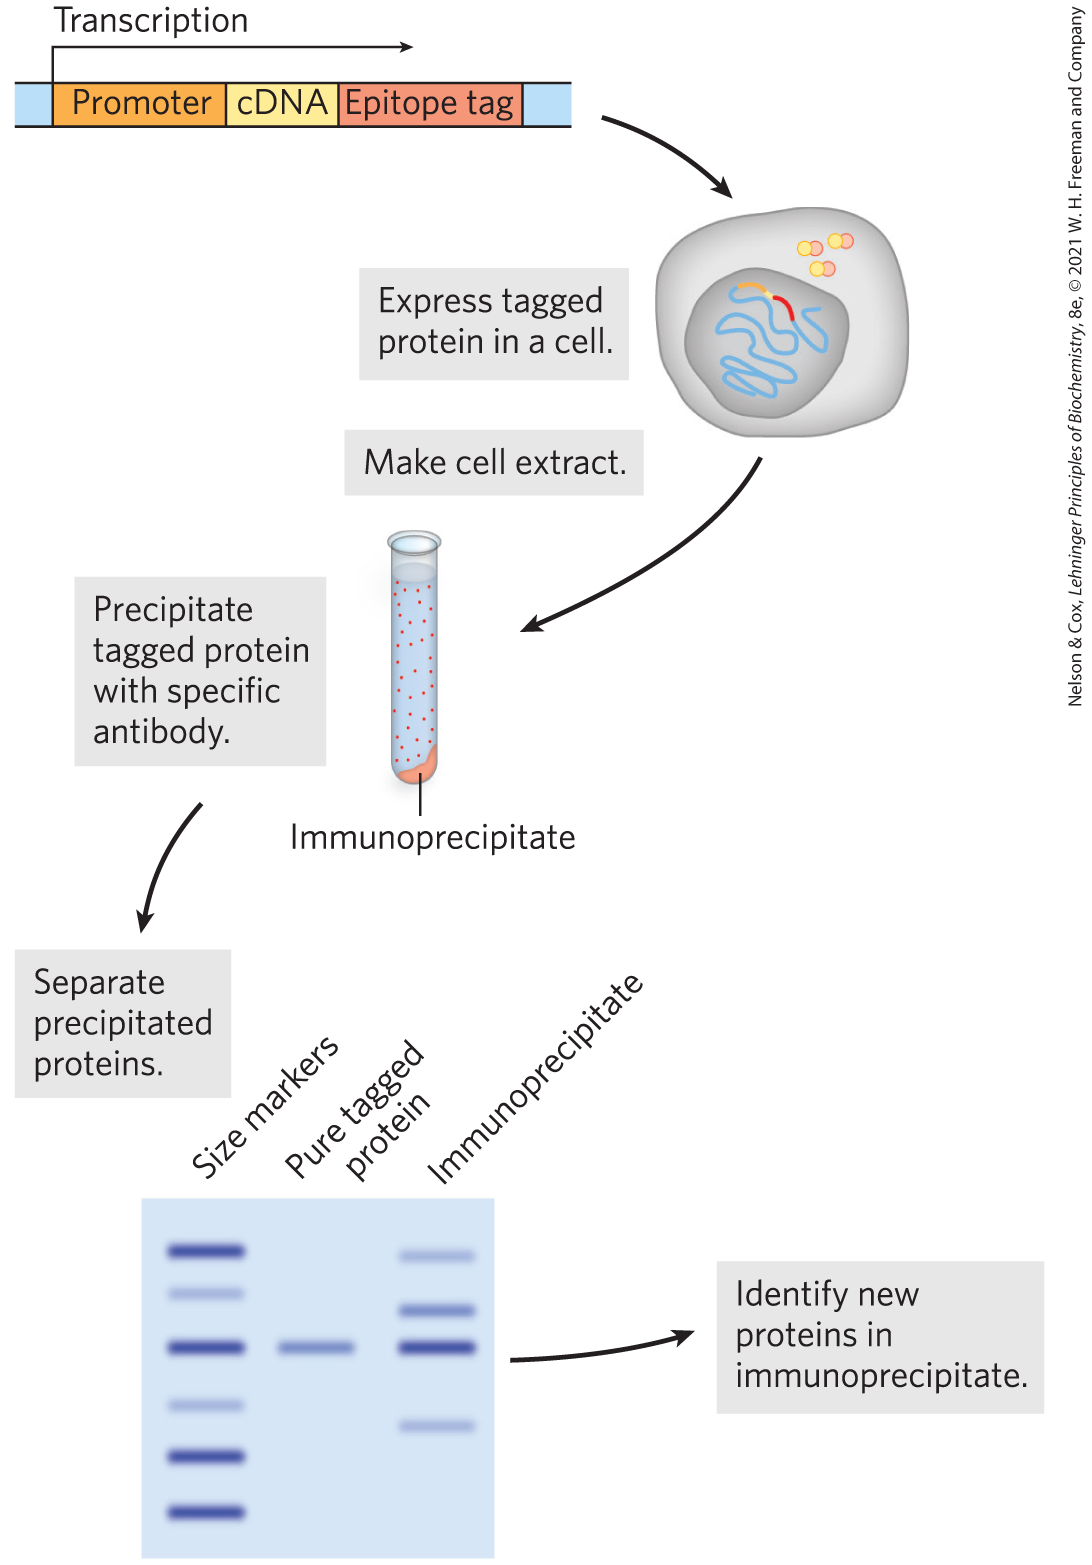 Transcription
Promoter cDNA Epitope tag
Express tagged
protein in a cell.
Make cell extract.
Precipitate
tagged protein
with specific
antibody.
Immunoprecipitate
Separate
precipitated
proteins.
Size markers
Pure tagged
protein
Immunoprecipitate
Identify new
proteins in
immunoprecipitate.
Nelson & Cox, Lehninger Principles of Biochemistry, 8e, © 2021 W. H. Freeman and Company